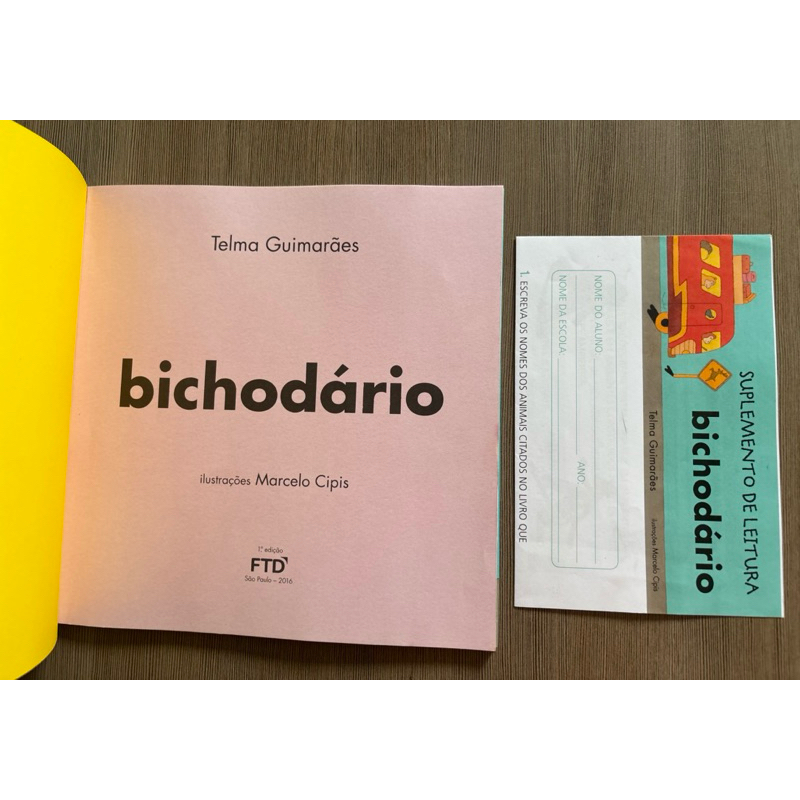 Telma Guimarães
bichodário
ilustrações Marcelo Cipis
1ª edição
FTD
São Paulo – 2016
SUPLEMENTO DE LEITURA
bichodário
Telma Guimarães
ilustrações Marcelo Cipis
NOME DO ALUNO
NOME DA ESCOLA ANO
1. ESCREVA OS NOMES DOS ANIMAIS CITADOS NO LIVRO QUE